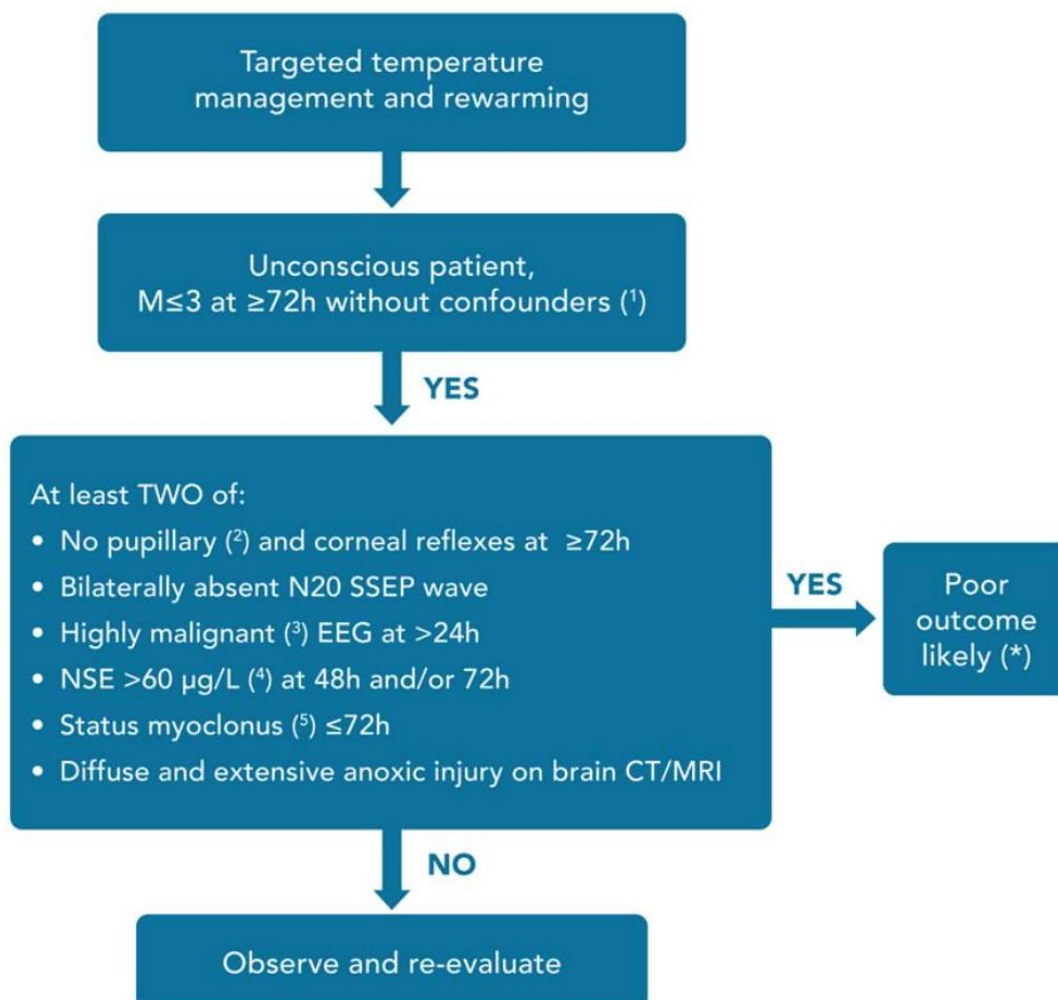 Targeted temperature
management and rewarming
Unconscious patient,
M≤3 at ≥72h without confounders (¹)
YES
At least TWO of:
• No pupillary (²) and corneal reflexes at ≥72h
• Bilaterally absent N20 SSEP wave
• Highly malignant (³) EEG at >24h
• NSE >60 µg/L (⁴) at 48h and/or 72h
• Status myoclonus (⁵) ≤72h
• Diffuse and extensive anoxic injury on brain CT/MRI
YES
Poor
outcome
likely (*)
NO
Observe and re-evaluate